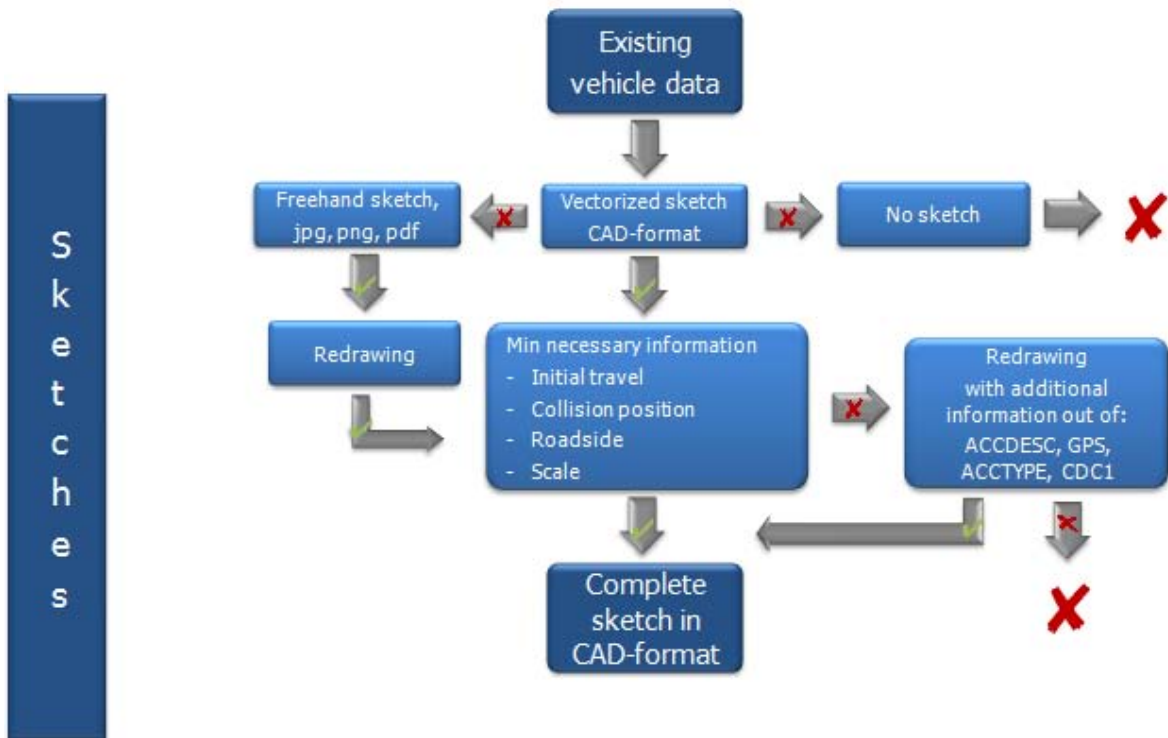 Sketches
Existing
vehicle data
Freehand sketch,
jpg, png, pdf
Vectorized sketch
CAD-format
No sketch
Redrawing
Min necessary information
- Initial travel
- Collision position
- Roadside
- Scale
Redrawing
with additional
information out of:
ACCDESC, GPS,
ACCTYPE, CDC1
Complete
sketch in
CAD-format